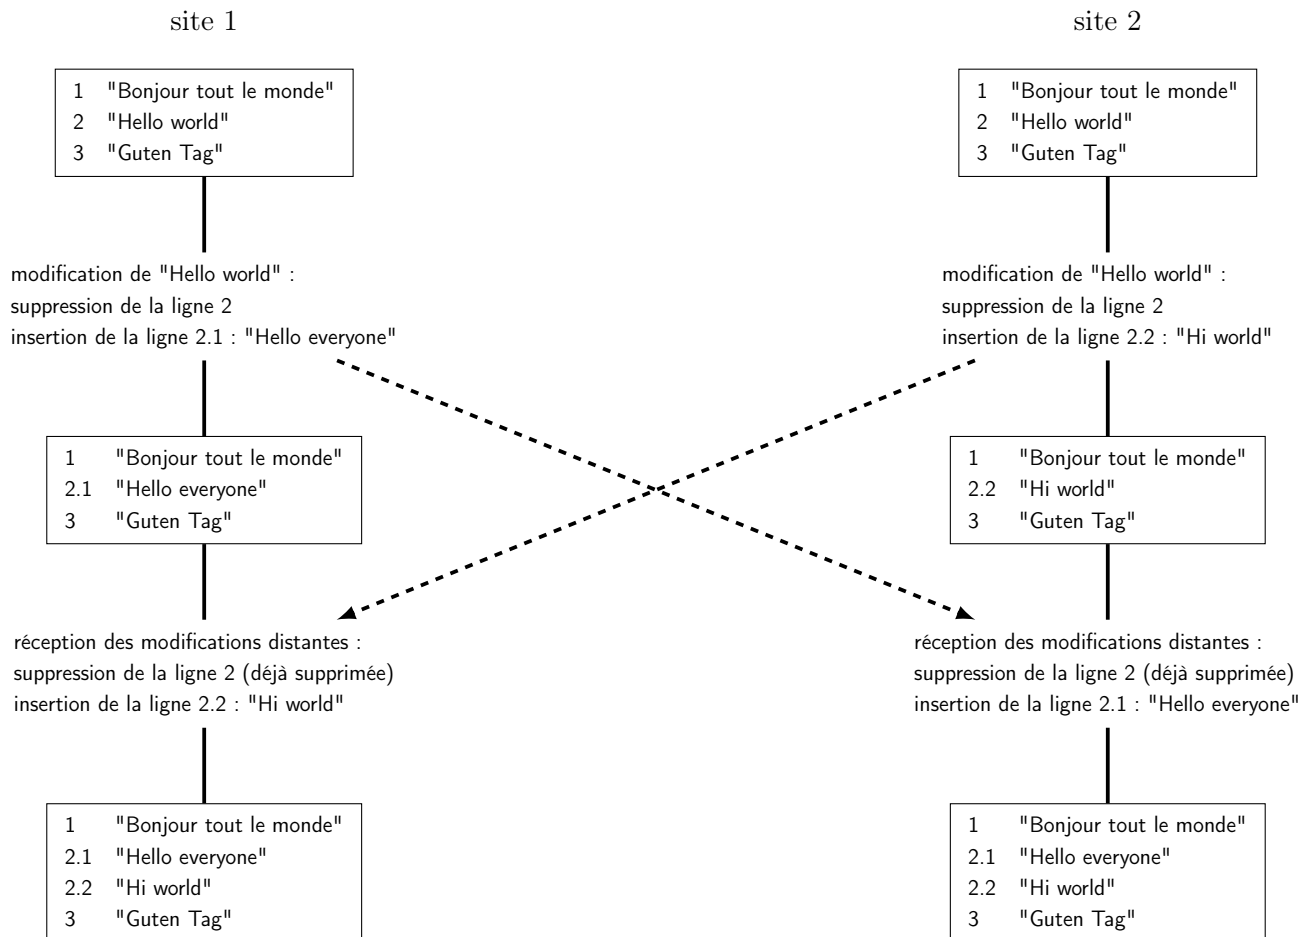 site 1
site 2
1 "Bonjour tout le monde"
2 "Hello world"
3 "Guten Tag"
1 "Bonjour tout le monde"
2 "Hello world"
3 "Guten Tag"
modification de "Hello world" :
suppression de la ligne 2
insertion de la ligne 2.1 : "Hello everyone"
modification de "Hello world" :
suppression de la ligne 2
insertion de la ligne 2.2 : "Hi world"
1 "Bonjour tout le monde"
2.1 "Hello everyone"
3 "Guten Tag"
1 "Bonjour tout le monde"
2.2 "Hi world"
3 "Guten Tag"
réception des modifications distantes :
suppression de la ligne 2 (déjà supprimée)
insertion de la ligne 2.2 : "Hi world"
réception des modifications distantes :
suppression de la ligne 2 (déjà supprimée)
insertion de la ligne 2.1 : "Hello everyone"
1 "Bonjour tout le monde"
2.1 "Hello everyone"
2.2 "Hi world"
3 "Guten Tag"
1 "Bonjour tout le monde"
2.1 "Hello everyone"
2.2 "Hi world"
3 "Guten Tag"